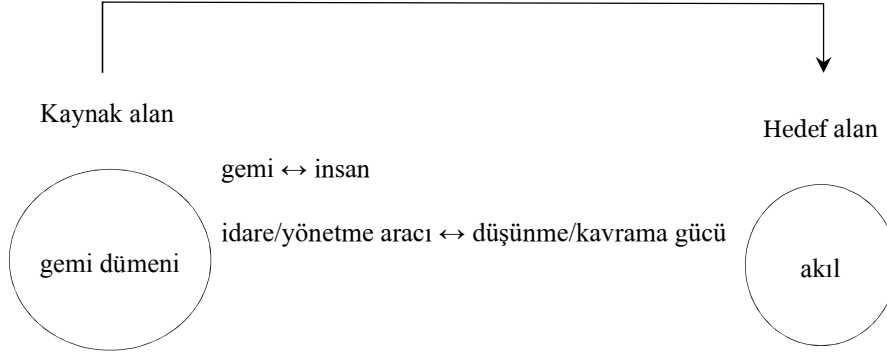 Kaynak alan
Hedef alan
gemi ↔ insan
idare/yönetme aracı ↔ düşünme/kavrama gücü
gemi dümeni
akıl